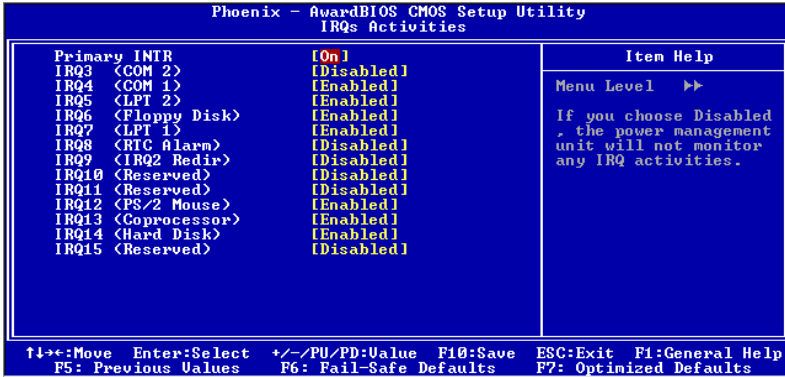 Phoenix - AwardBIOS CMOS Setup Utility
IRQs Activities
Primary INTR [On]
IRQ3 (COM 2) [Disabled]
IRQ4 (COM 1) [Enabled]
IRQ5 (LPT 2) [Enabled]
IRQ6 (Floppy Disk) [Enabled]
IRQ7 (LPT 1) [Enabled]
IRQ8 (RTC Alarm) [Disabled]
IRQ9 (IRQ2 Redir) [Disabled]
IRQ10 (Reserved) [Disabled]
IRQ11 (Reserved) [Disabled]
IRQ12 (PS/2 Mouse) [Enabled]
IRQ13 (Coprocessor) [Enabled]
IRQ14 (Hard Disk) [Enabled]
IRQ15 (Reserved) [Disabled]
Item Help
Menu Level ▸▸
If you choose Disabled
, the power management
unit will not monitor
any IRQ activities.
↑↓→←:Move Enter:Select +/-/PU/PD:Value F10:Save ESC:Exit F1:General Help
F5: Previous Values F6: Fail-Safe Defaults F7: Optimized Defaults